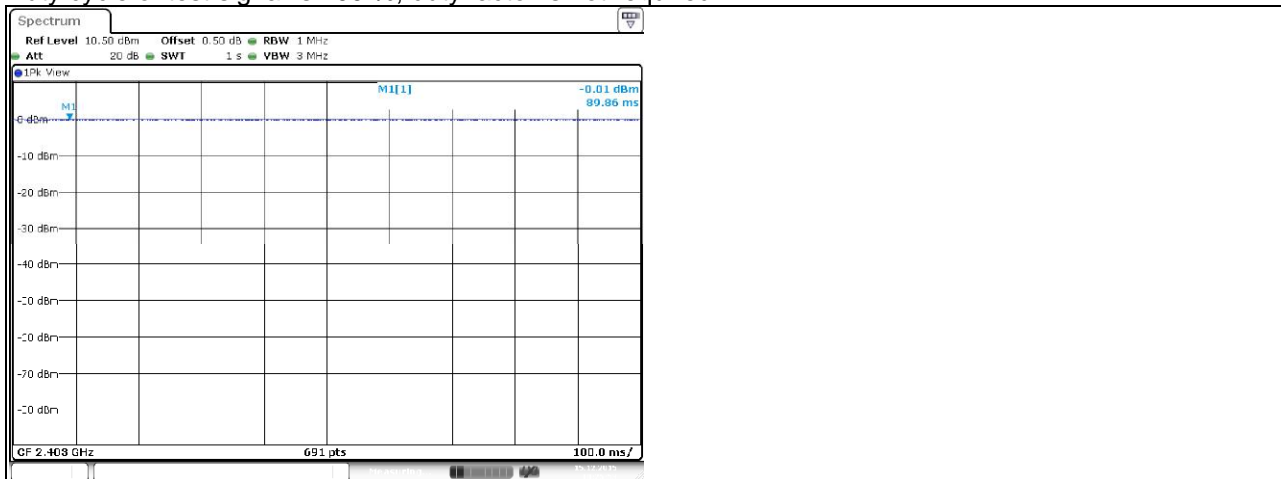 Spectrum
Ref Level 10.50 dBm Offset 0.50 dB RBW 1 MHz
Att 20 dB SWT 1 s VBW 3 MHz
1Pk View
M1[1] -0.01 dBm
89.86 ms
M1
0 dBm
-10 dBm
-20 dBm
-30 dBm
-40 dBm
-70 dBm
CF 2.403 GHz 691 pts 100.0 ms/